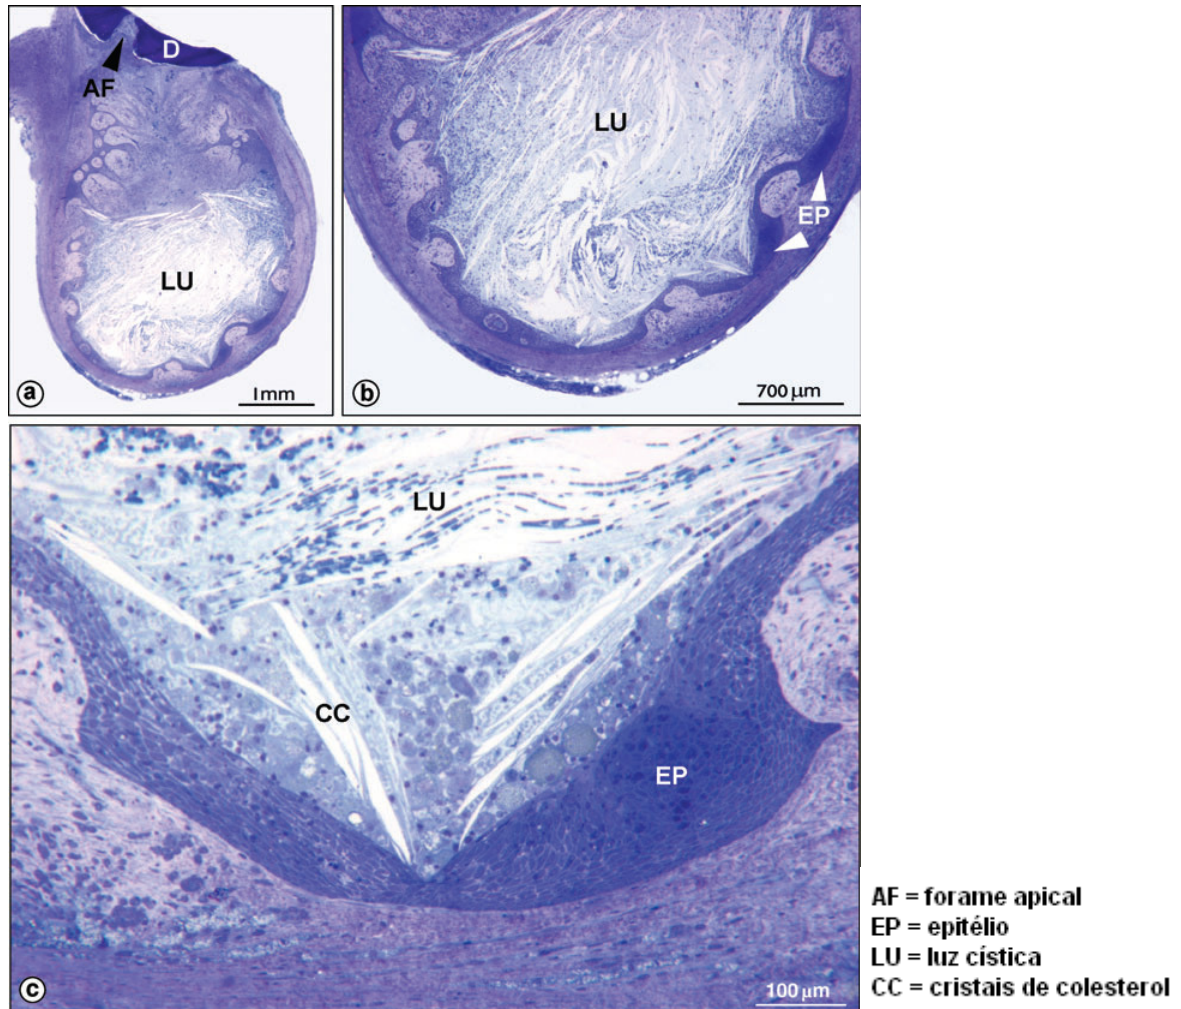 D
AF
LU
a
1mm
LU
EP
b
700 µm
LU
CC
EP
c
100 µm
AF = forame apical
EP = epitélio
LU = luz cística
CC = cristais de colesterol